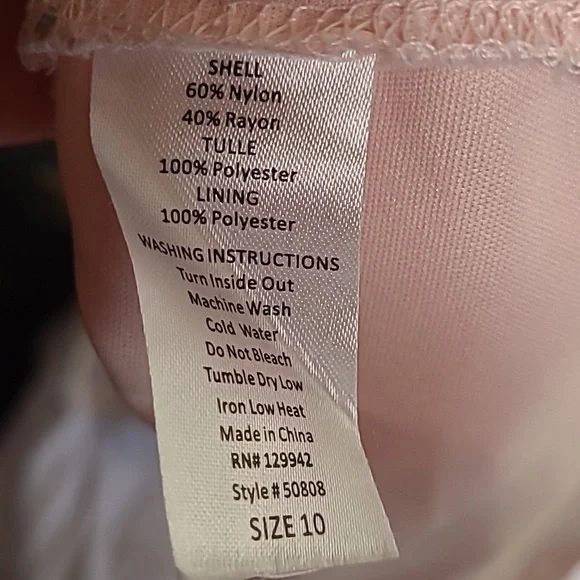 SHELL
60% Nylon
40% Rayon
TULLE
100% Polyester
LINING
100% Polyester
WASHING INSTRUCTIONS
Turn Inside Out
Machine Wash
Cold Water
Do Not Bleach
Tumble Dry Low
Iron Low Heat
Made in China
RN# 129942
Style # 50808
SIZE 10